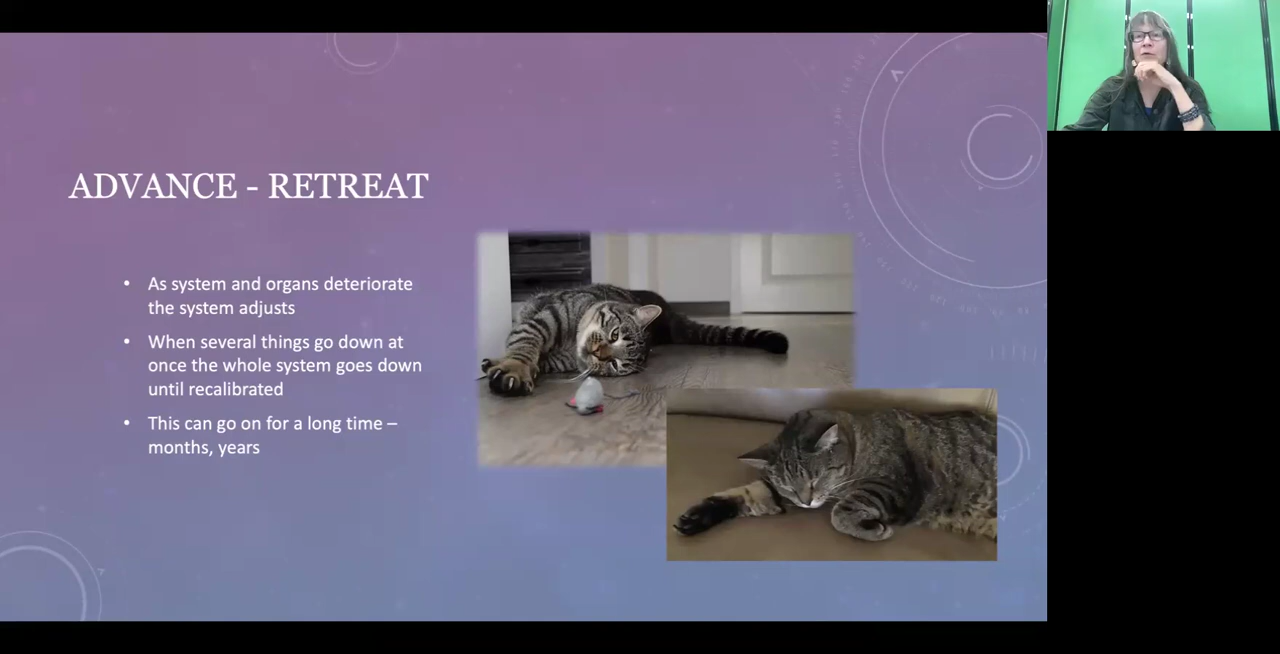 ADVANCE - RETREAT
• As system and organs deteriorate
the system adjusts
• When several things go down at
once the whole system goes down
until recalibrated
• This can go on for a long time –
months, years